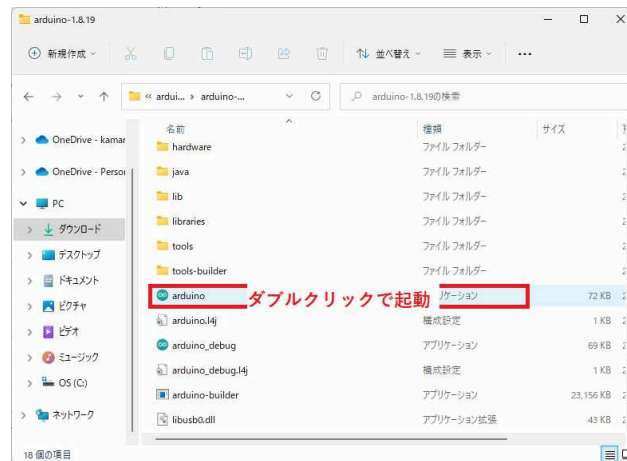 arduino-1.8.19
新規作成
並べ替え
表示
« ardui... › arduino-...
arduino-1.8.19の検索
名前 種類 サイズ
OneDrive - kamar
OneDrive - Person
PC
ダウンロード
デスクトップ
ドキュメント
ピクチャ
ビデオ
ミュージック
OS (C:)
ネットワーク
hardware ファイル フォルダー
java ファイル フォルダー
lib ファイル フォルダー
libraries ファイル フォルダー
tools ファイル フォルダー
tools-builder ファイル フォルダー
arduino ダブルクリックで起動 リケーション 72 KB
arduino.l4j 構成設定 1 KB
arduino_debug アプリケーション 69 KB
arduino_debug.l4j 構成設定 1 KB
arduino-builder アプリケーション 23,156 KB
libusb0.dll アプリケーション拡張 43 KB
18 個の項目